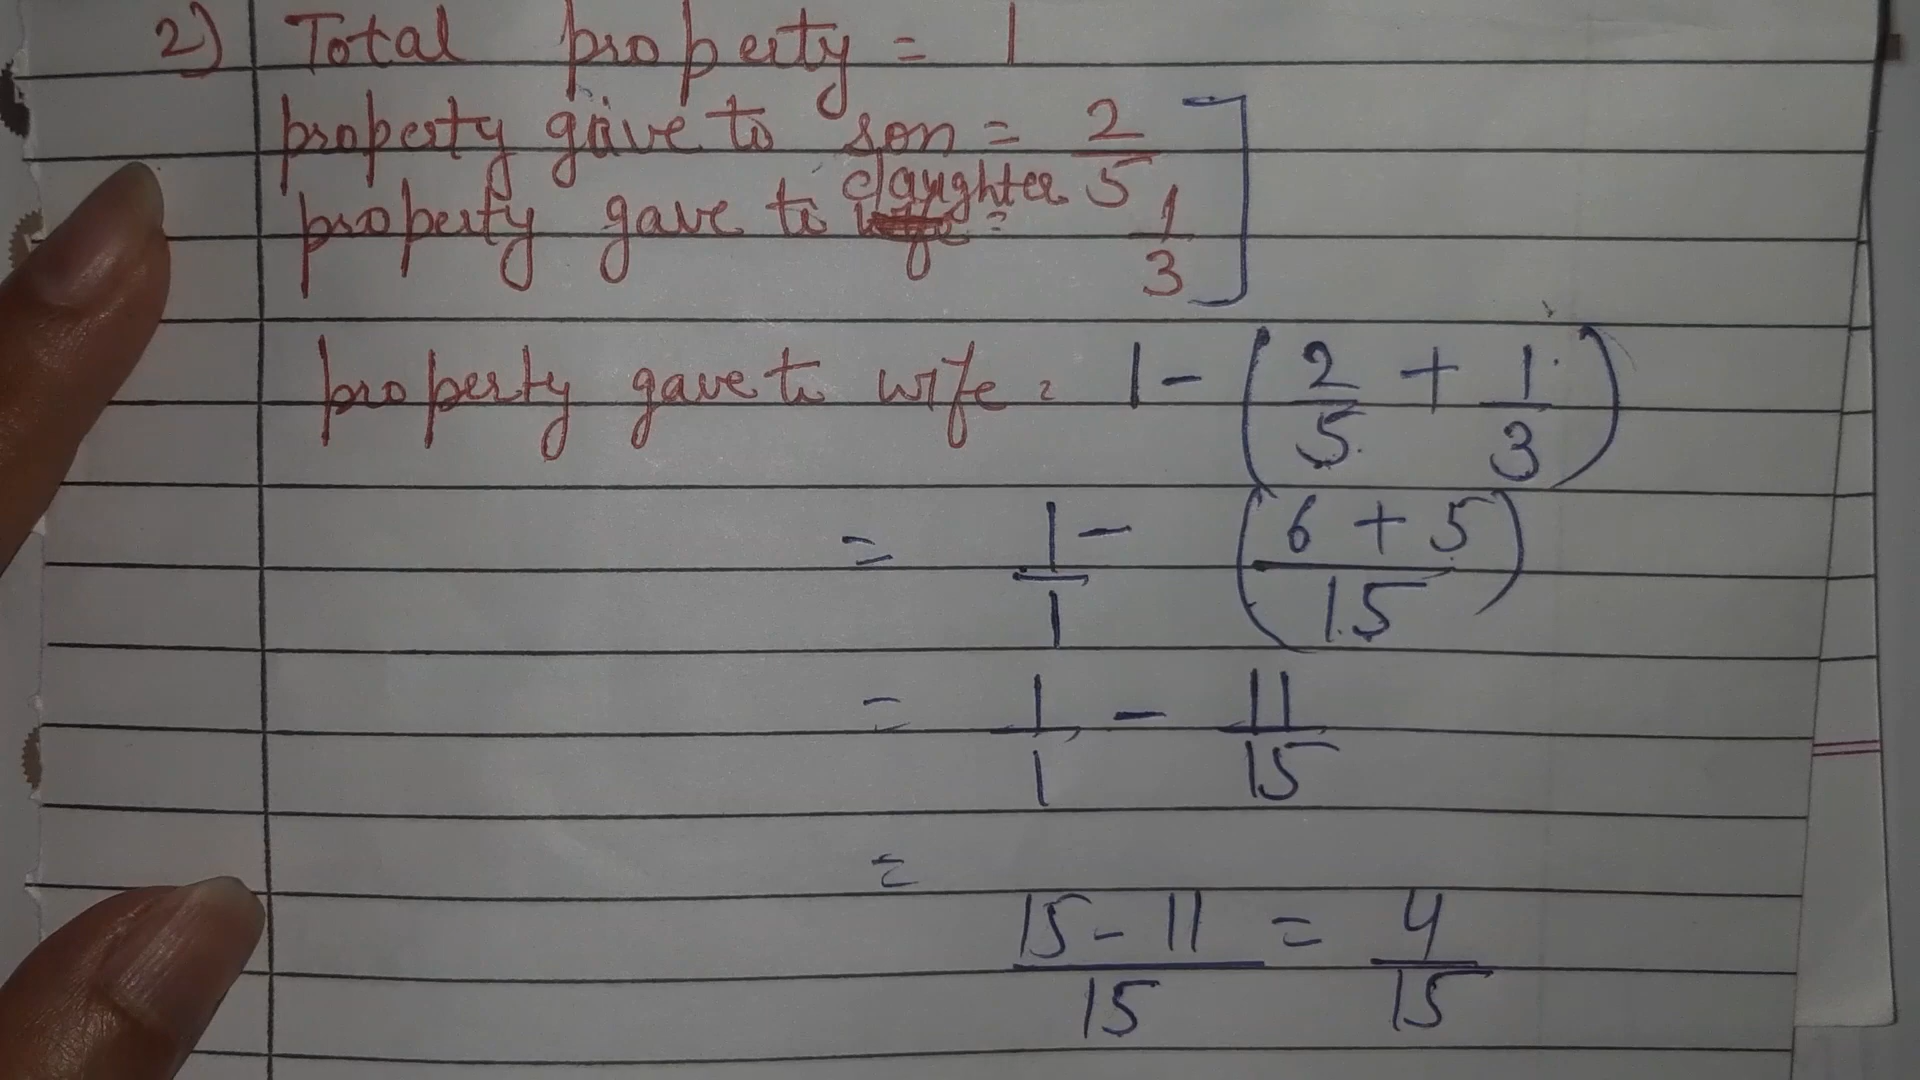 2) Total property = 1
property gave to son = 2/5
property gave to daughter = 1/3
property gave to wife = 1 - (2/5 + 1/3)
= 1/1 - (6 + 5 / 15)
= 1/1 - 11/15
= 15 - 11 / 15 = 4/15